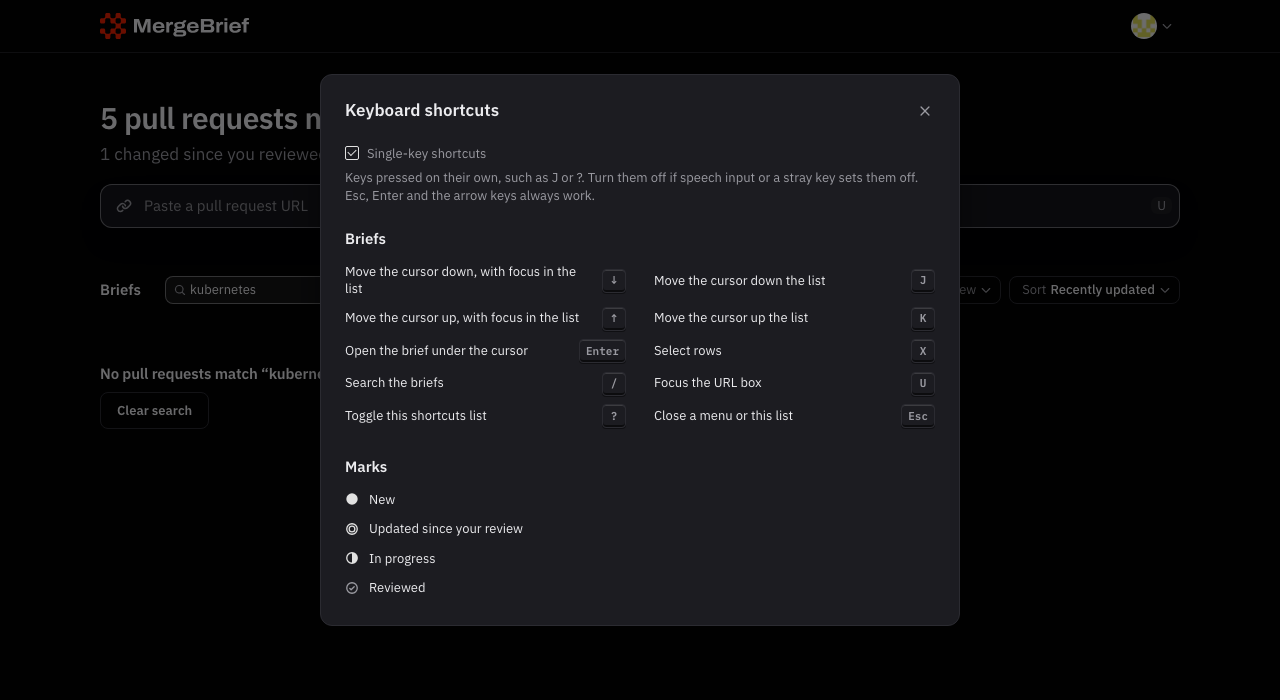 MergeBrief
5 pull requests
1 changed since you reviewed
Paste a pull request URL
U
Briefs
kubernetes
Sort Recently updated
No pull requests match
Clear search
Keyboard shortcuts
Single-key shortcuts
Keys pressed on their own, such as J or ?. Turn them off if speech input or a stray key sets them off.
Esc, Enter and the arrow keys always work.
Briefs
Move the cursor down, with focus in the
list
↓
Move the cursor down the list
J
Move the cursor up, with focus in the list
↑
Move the cursor up the list
K
Open the brief under the cursor
Enter
Select rows
X
Search the briefs
/
Focus the URL box
U
Toggle this shortcuts list
?
Close a menu or this list
Esc
Marks
New
Updated since your review
In progress
Reviewed